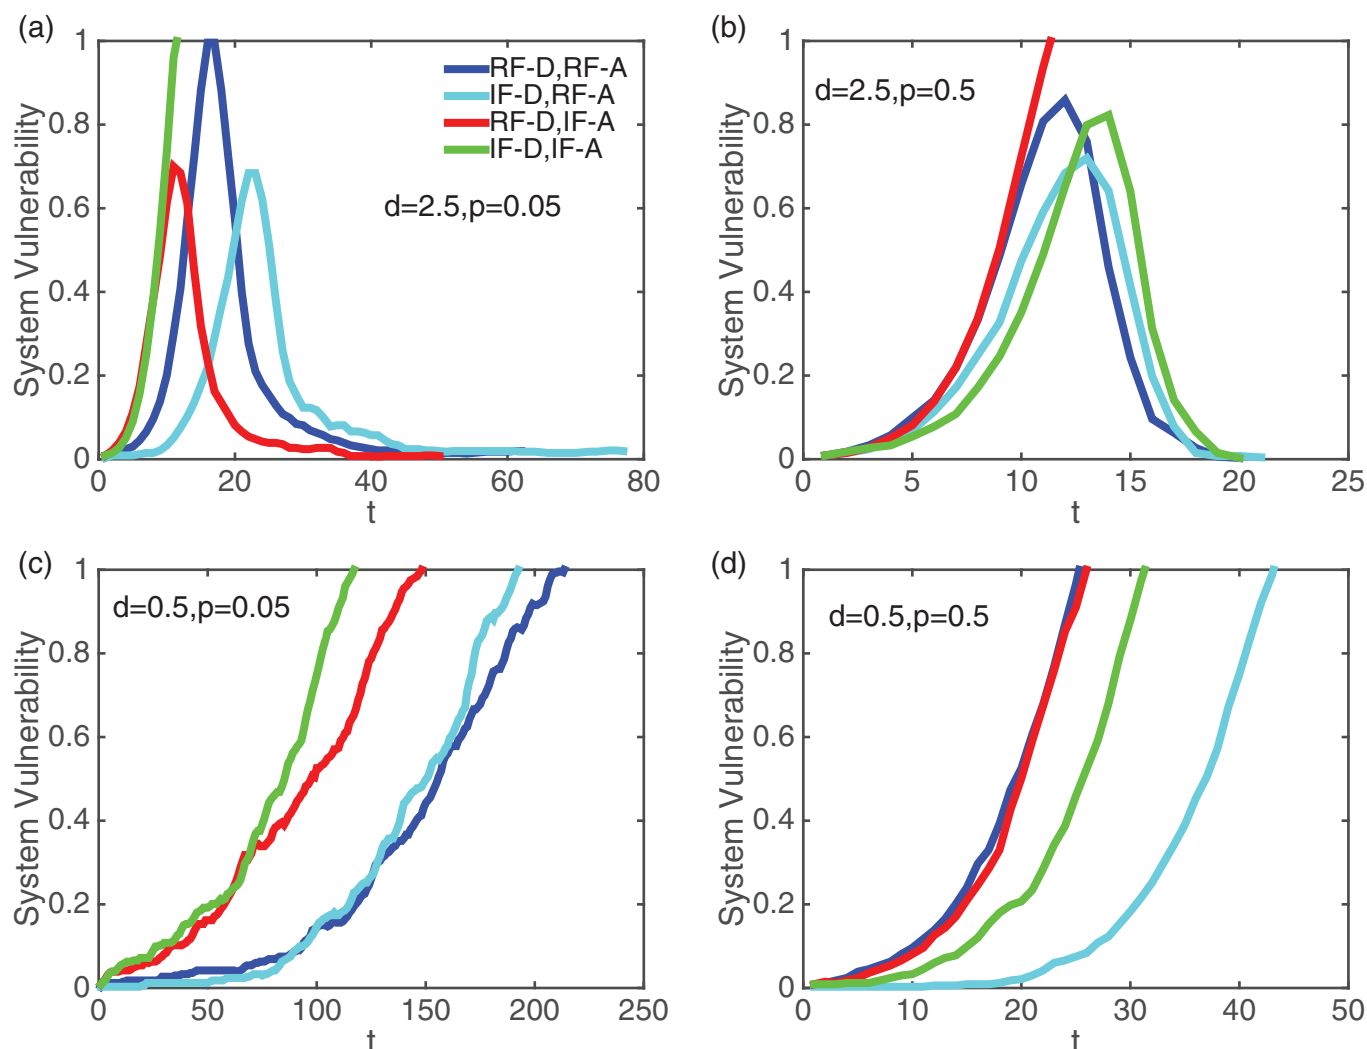 (a)
1
0.8
0.6
0.4
0.2
0
System Vulnerability
RF-D,RF-A
IF-D,RF-A
RF-D,IF-A
IF-D,IF-A
d=2.5,p=0.05
0 20 40 60 80
t
(b)
1
0.8
0.6
0.4
0.2
0
System Vulnerability
d=2.5,p=0.5
0 5 10 15 20 25
t
(c)
1
0.8
0.6
0.4
0.2
0
System Vulnerability
d=0.5,p=0.05
0 50 100 150 200 250
t
(d)
1
0.8
0.6
0.4
0.2
0
System Vulnerability
d=0.5,p=0.5
0 10 20 30 40 50
t